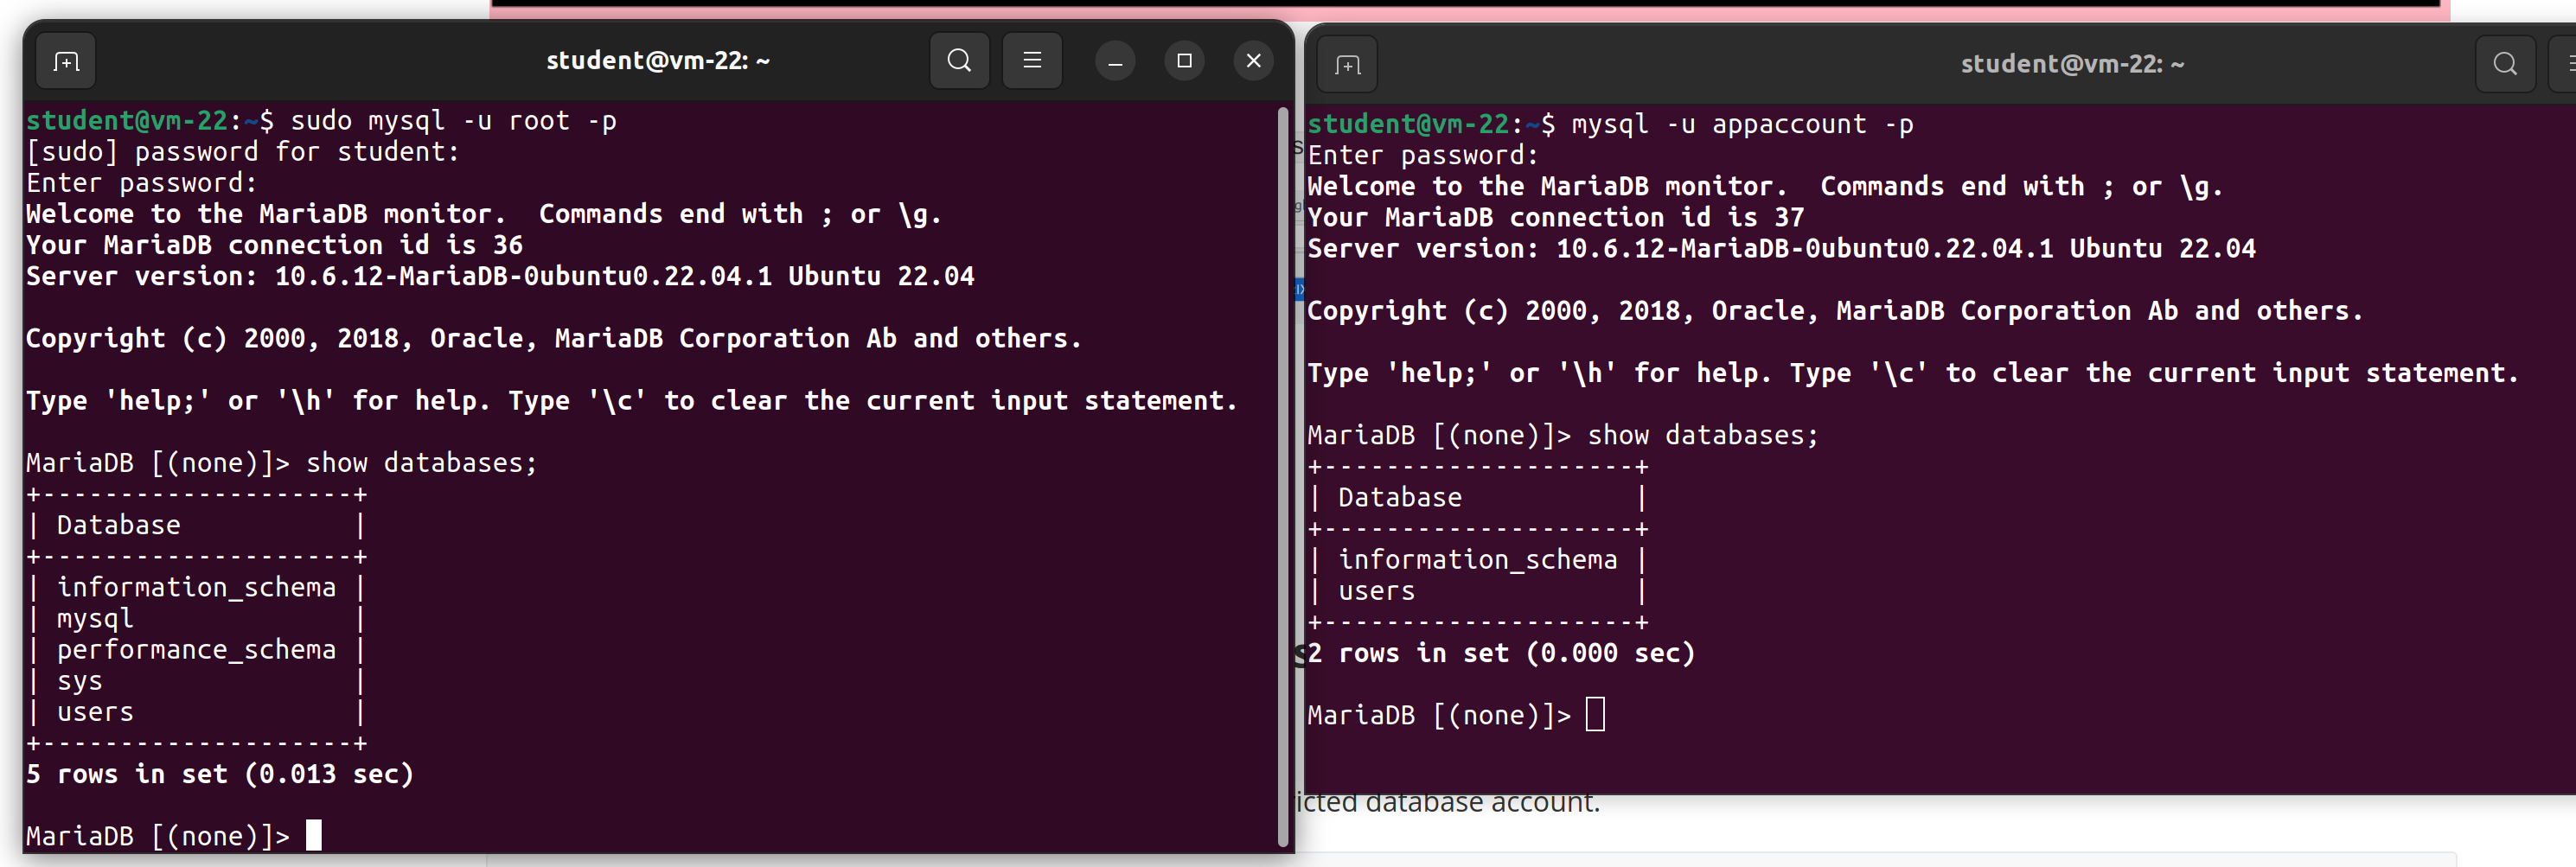 student@vm-22: ~
student@vm-22:~$ sudo mysql -u root -p
[sudo] password for student:
Enter password:
Welcome to the MariaDB monitor.  Commands end with ; or \g.
Your MariaDB connection id is 36
Server version: 10.6.12-MariaDB-0ubuntu0.22.04.1 Ubuntu 22.04
Copyright (c) 2000, 2018, Oracle, MariaDB Corporation Ab and others.
Type 'help;' or '\h' for help. Type '\c' to clear the current input statement.
MariaDB [(none)]> show databases;
+--------------------+
| Database           |
+--------------------+
| information_schema |
| mysql              |
| performance_schema |
| sys                |
| users              |
+--------------------+
5 rows in set (0.013 sec)
MariaDB [(none)]>
student@vm-22: ~
student@vm-22:~$ mysql -u appaccount -p
Enter password:
Welcome to the MariaDB monitor.  Commands end with ; or \g.
Your MariaDB connection id is 37
Server version: 10.6.12-MariaDB-0ubuntu0.22.04.1 Ubuntu 22.04
Copyright (c) 2000, 2018, Oracle, MariaDB Corporation Ab and others.
Type 'help;' or '\h' for help. Type '\c' to clear the current input statement.
MariaDB [(none)]> show databases;
+--------------------+
| Database           |
+--------------------+
| information_schema |
| users              |
+--------------------+
2 rows in set (0.000 sec)
MariaDB [(none)]>
icted database account.